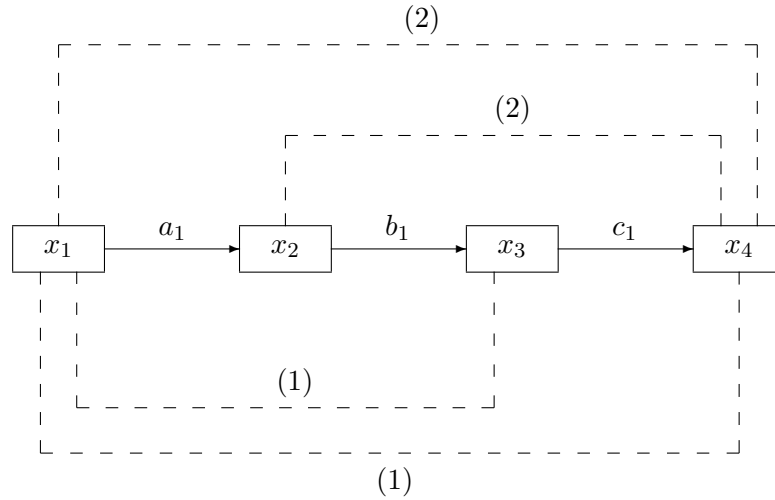 (2)
(2)
a₁ b₁ c₁
x₁ x₂ x₃ x₄
(1)
(1)